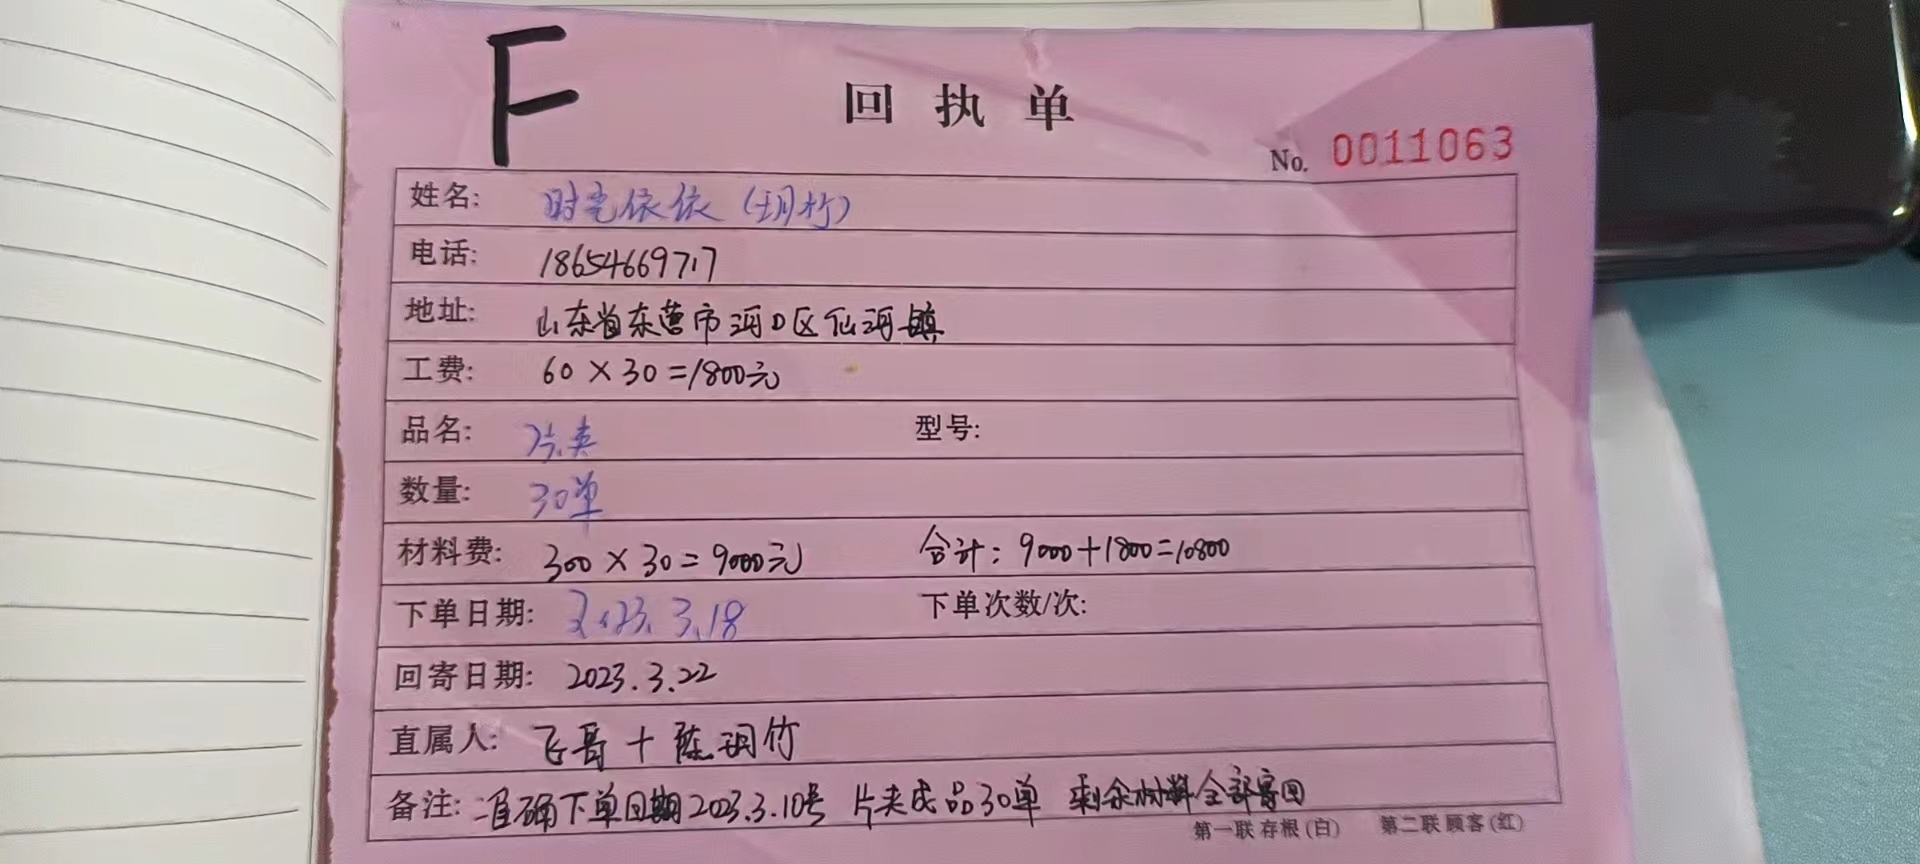 F
回执单
No. 0011063
姓名: 时光依依（玥竹）
电话: 18654669717
地址: 山东省东营市河口区仙河镇
工费: 60×30=1800元
品名: 片夹 型号:
数量: 30单
材料费: 300×30=9000元 合计: 9000+1800=10800
下单日期: 2023.3.18 下单次数/次:
回寄日期: 2023.3.22
直属人: 飞哥+陈玥竹
备注: 准确下单日期2023.3.10号 片夹成品30单 剩余材料全部寄回
第一联 存根(白) 第二联 顾客(红)